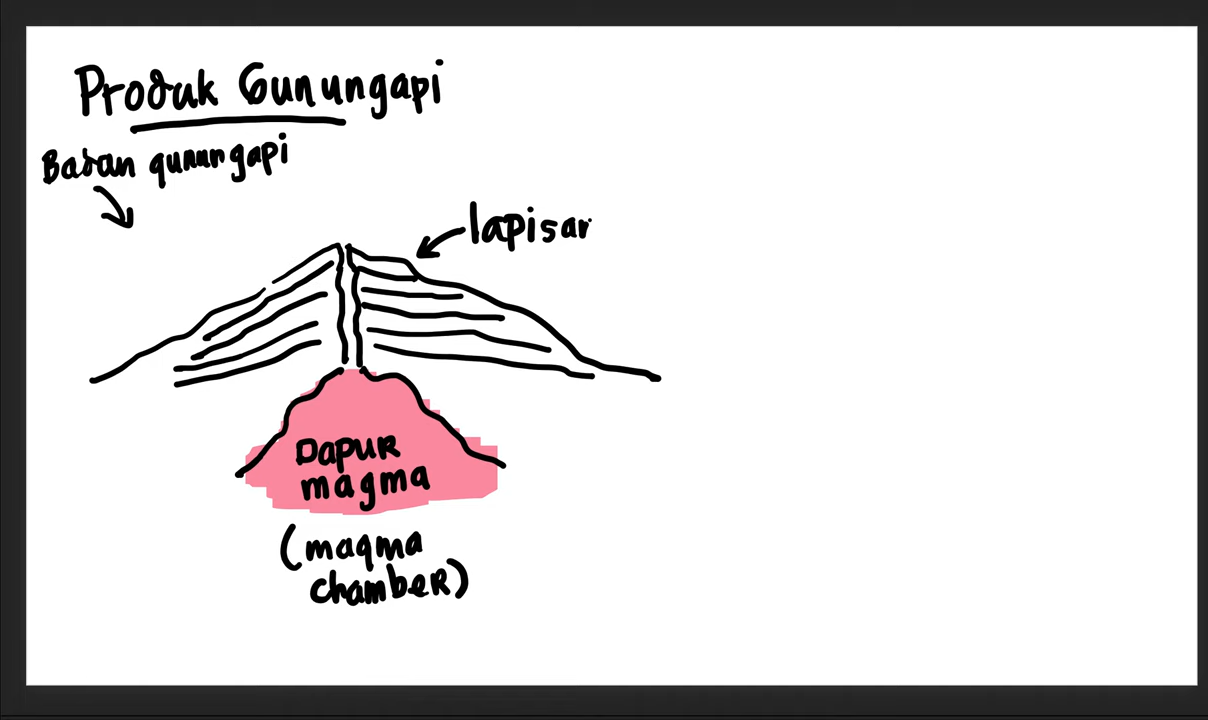 Produk Gunungapi
Badan gunungapi
lapisan
DAPUR
magma
(magma
chamber)